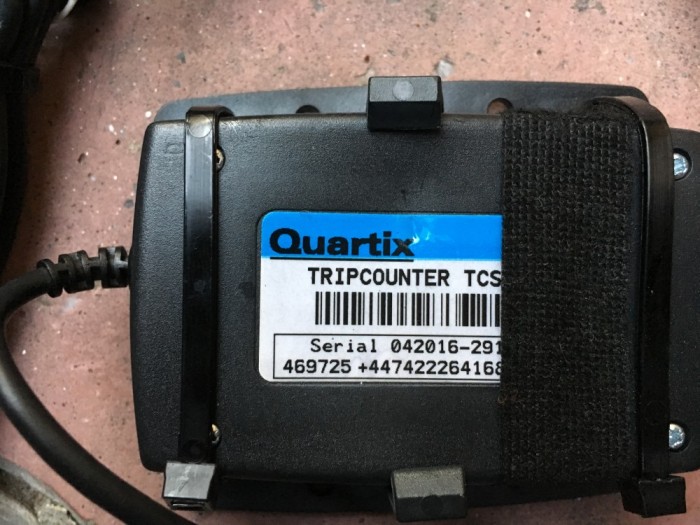 Quartix
TRIPCOUNTER TCS
Serial 042016-291
469725 +447422264168